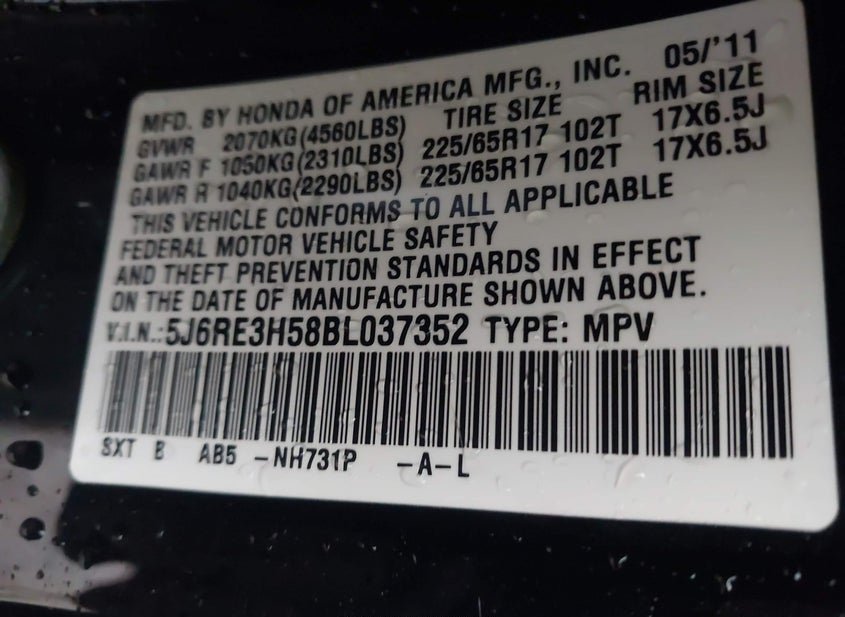 MFD. BY HONDA OF AMERICA MFG., INC. 05/'11
GVWR 2070KG(4560LBS) TIRE SIZE RIM SIZE
GAWR F 1050KG(2310LBS) 225/65R17 102T 17X6.5J
GAWR R 1040KG(2290LBS) 225/65R17 102T 17X6.5J
THIS VEHICLE CONFORMS TO ALL APPLICABLE
FEDERAL MOTOR VEHICLE SAFETY
AND THEFT PREVENTION STANDARDS IN EFFECT
ON THE DATE OF MANUFACTURE SHOWN ABOVE.
V.I.N.:5J6RE3H58BL037352 TYPE: MPV
SXT B AB5 -NH731P -A-L